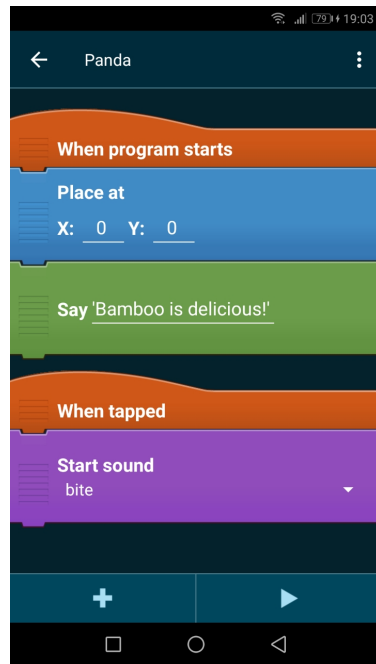 79 19:03
Panda
When program starts
Place at
X: 0 Y: 0
Say 'Bamboo is delicious!'
When tapped
Start sound
bite